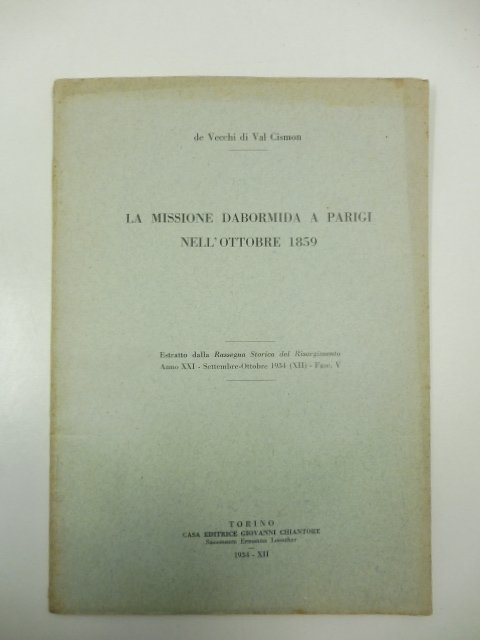 de Vecchi di Val Cismon
LA MISSIONE DABORMIDA A PARIGI
NELL'OTTOBRE 1859
Estratto dalla Rassegna Storica del Risorgimento
Anno XXI - Settembre-Ottobre 1934 (XII) - Fasc. V
TORINO
CASA EDITRICE GIOVANNI CHIANTORE
Successore Ermanno Loescher
1934 - XII